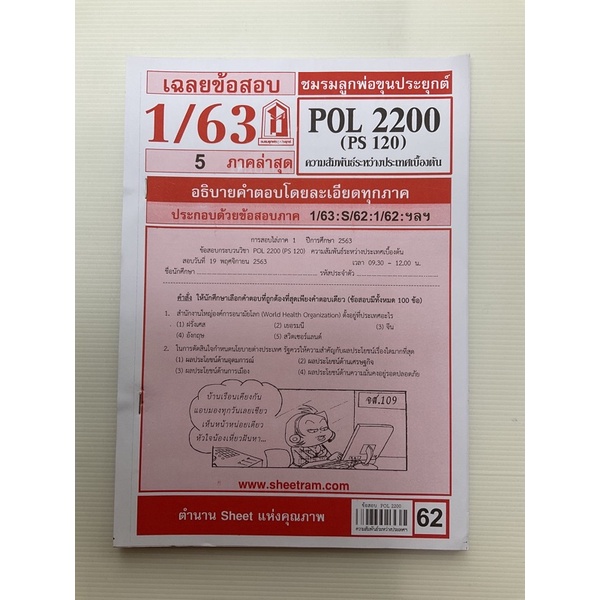 เฉลยข้อสอบ
ชมรมลูกพ่อขุนประยุกต์
1/63
POL 2200
(PS 120)
ความสัมพันธ์ระหว่างประเทศเบื้องต้น
5 ภาคล่าสุด
อธิบายคำตอบโดยละเอียดทุกภาค
ประกอบด้วยข้อสอบภาค 1/63:S/62:1/62:ฯลฯ
การสอบไล่ภาค 1 ปีการศึกษา 2563
ข้อสอบกระบวนวิชา POL 2200 (PS 120) ความสัมพันธ์ระหว่างประเทศเบื้องต้น
สอบวันที่ 19 พฤศจิกายน 2563 เวลา 09.30 – 12.00 น.
ชื่อนักศึกษา รหัสประจำตัว
คำสั่ง ให้นักศึกษาเลือกคำตอบที่ถูกต้องที่สุดเพียงคำตอบเดียว (ข้อสอบมีทั้งหมด 100 ข้อ)
1. สำนักงานใหญ่องค์การอนามัยโลก (World Health Organization) ตั้งอยู่ที่ประเทศอะไร
(1) ฝรั่งเศส (2) เยอรมนี (3) จีน
(4) อังกฤษ (5) สวิตเซอร์แลนด์
2. ในการตัดสินใจกำหนดนโยบายต่างประเทศ รัฐควรให้ความสำคัญกับผลประโยชน์เรื่องใดมากที่สุด
(1) ผลประโยชน์ด้านอุดมการณ์ (2) ผลประโยชน์ด้านเศรษฐกิจ
(3) ผลประโยชน์ด้านการเมือง (4) ผลประโยชน์ด้านความมั่นคงอยู่รอดปลอดภัย
บ้านเรือนเคียงกัน
แอบมองทุกวันเลยเชียว
เห็นหน้าหน่อยเดียว
หัวใจน้องเหี่ยวฝันหา...
จส.109
www.sheetram.com
ตำนาน Sheet แห่งคุณภาพ
ข้อสอบ POL 2200
ความสัมพันธ์ระหว่างประเทศฯ
62